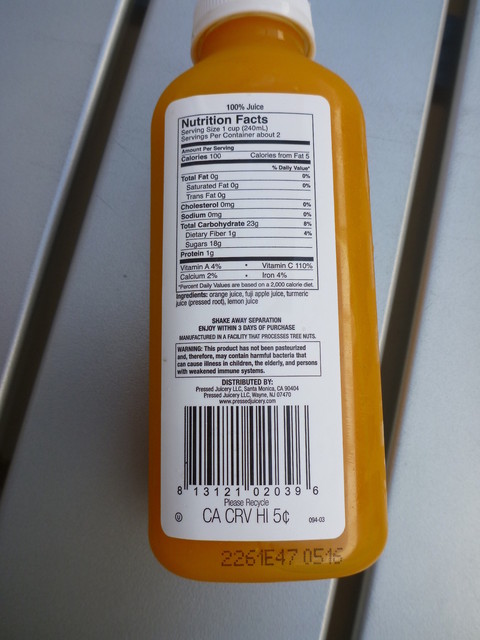 100% Juice
Nutrition Facts
Serving Size 1 cup (240mL)
Servings Per Container about 2
Amount Per Serving
Calories 100 Calories from Fat 5
% Daily Value*
Total Fat 0g 0%
Saturated Fat 0g 0%
Trans Fat 0g
Cholesterol 0mg 0%
Sodium 0mg 0%
Total Carbohydrate 23g 8%
Dietary Fiber 1g 4%
Sugars 18g
Protein 1g
Vitamin A 4% • Vitamin C 110%
Calcium 2% • Iron 4%
*Percent Daily Values are based on a 2,000 calorie diet.
Ingredients: orange juice, fuji apple juice, turmeric
juice (pressed root), lemon juice
SHAKE AWAY SEPARATION
ENJOY WITHIN 3 DAYS OF PURCHASE
MANUFACTURED IN A FACILITY THAT PROCESSES TREE NUTS.
WARNING: This product has not been pasteurized
and, therefore, may contain harmful bacteria that
can cause illness in children, the elderly, and persons
with weakened immune systems.
DISTRIBUTED BY:
Pressed Juicery LLC, Santa Monica, CA 90404
Pressed Juicery LLC, Wayne, NJ 07470
www.pressedjuicery.com
8 13121 02039 6
Please Recycle
CA CRV HI 5¢
094-03
2261E47 0516